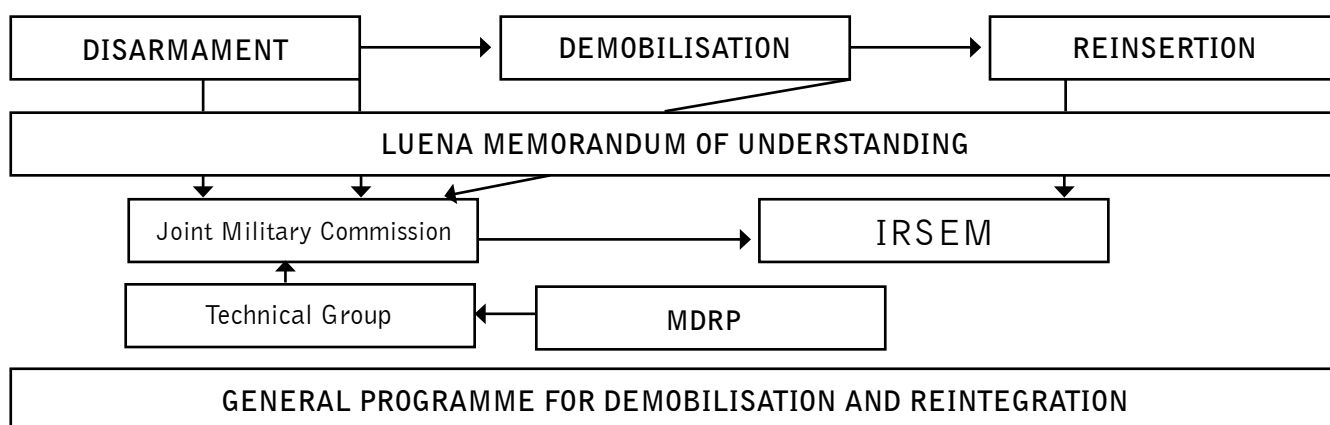 DISARMAMENT
DEMOBILISATION
REINSERTION
LUENA MEMORANDUM OF UNDERSTANDING
Joint Military Commission
IRSEM
Technical Group
MDRP
GENERAL PROGRAMME FOR DEMOBILISATION AND REINTEGRATION